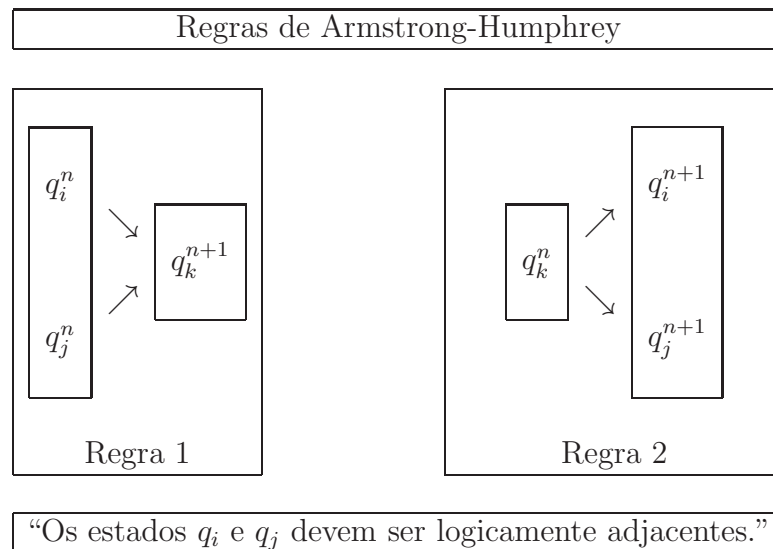 Regras de Armstrong-Humphrey
q_i^n
q_j^n
q_k^{n+1}
Regra 1
q_k^n
q_i^{n+1}
q_j^{n+1}
Regra 2
“Os estados q_i e q_j devem ser logicamente adjacentes.”